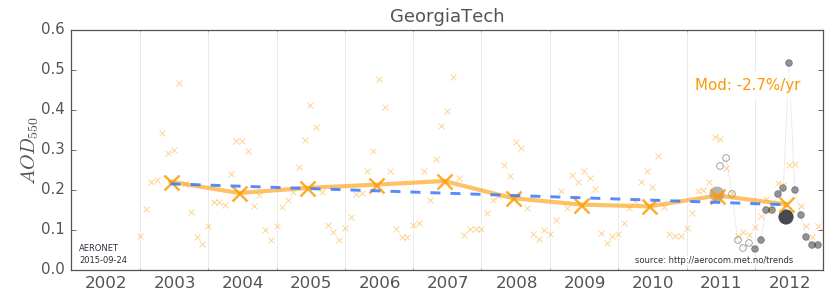 GeorgiaTech
0.6
0.5
0.4
0.3
0.2
0.1
0.0
AOD550
Mod: -2.7%/yr
AERONET
2015-09-24
source: http://aerocom.met.no/trends
2002 2003 2004 2005 2006 2007 2008 2009 2010 2011 2012